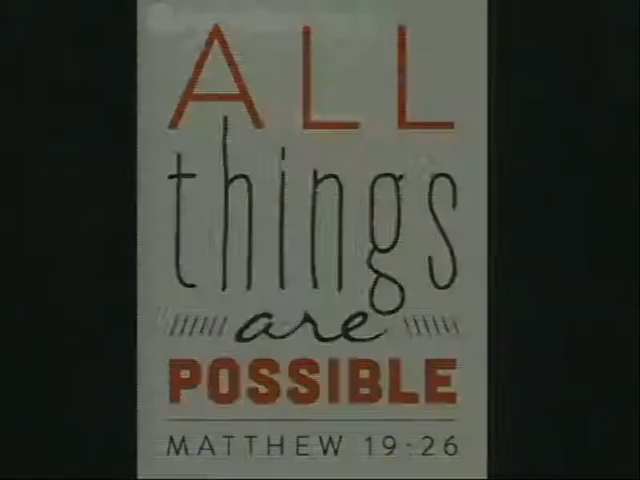 ALL
things
are
POSSIBLE
MATTHEW 19:26